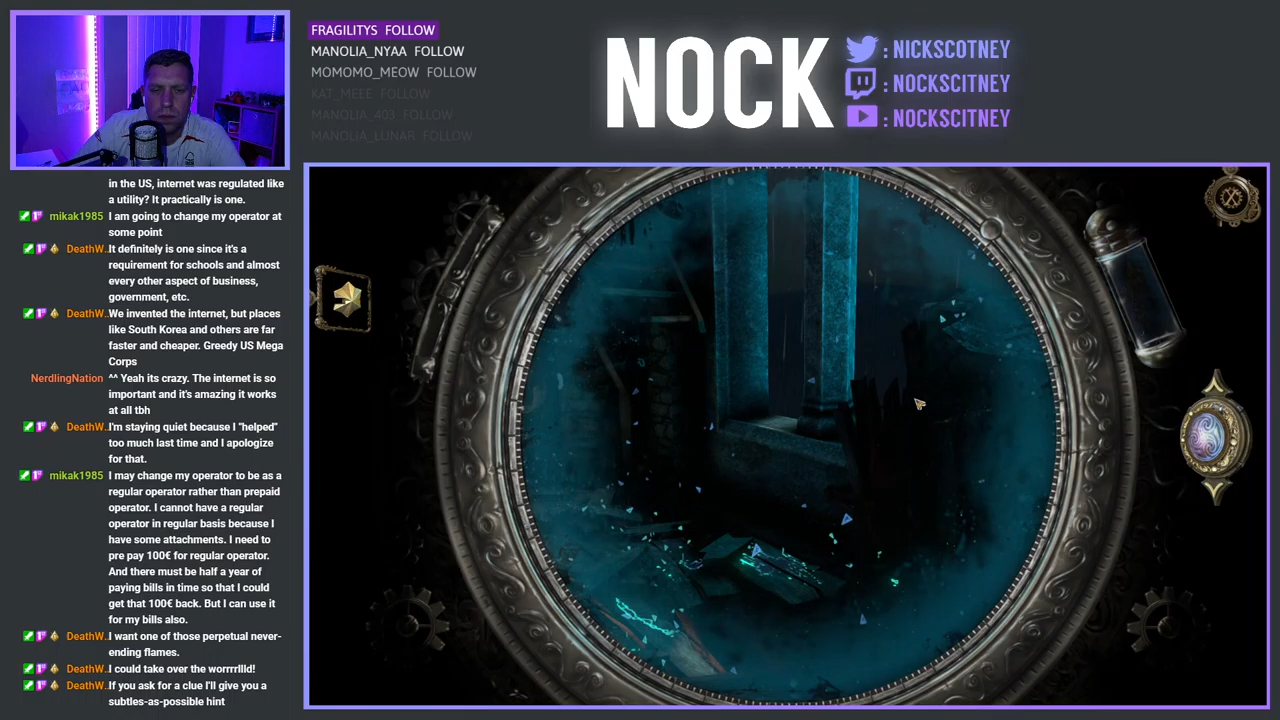 FRAGILITYS FOLLOW
MANOLIA_NYAA FOLLOW
MOMOMO_MEOW FOLLOW
KAT_MEEE FOLLOW
MANOLIA_403 FOLLOW
MANOLIA_LUNAR FOLLOW
NOCK
: NICKSCOTNEY
: NOCKSCITNEY
: NOCKSCITNEY
in the US, internet was regulated like
a utility? It practically is one.
mikak1985 I am going to change my operator at
some point
DeathW.. It definitely is one since it's a
requirement for schools and almost
every other aspect of business,
government, etc.
DeathW.. We invented the internet, but places
like South Korea and others are far
faster and cheaper. Greedy US Mega
Corps
NerdlingNation ^^ Yeah its crazy. The internet is so
important and it's amazing it works
at all tbh
DeathW.. I'm staying quiet because I "helped"
too much last time and I apologize
for that.
mikak1985 I may change my operator to be as a
regular operator rather than prepaid
operator. I cannot have a regular
operator in regular basis because I
have some attachments. I need to
pre pay 100€ for regular operator.
And there must be half a year of
paying bills in time so that I could
get that 100€ back. But I can use it
for my bills also.
DeathW.. I want one of those perpetual never-
ending flames.
DeathW.. I could take over the worrrrllld!
DeathW.. If you ask for a clue I'll give you a
subtles-as-possible hint